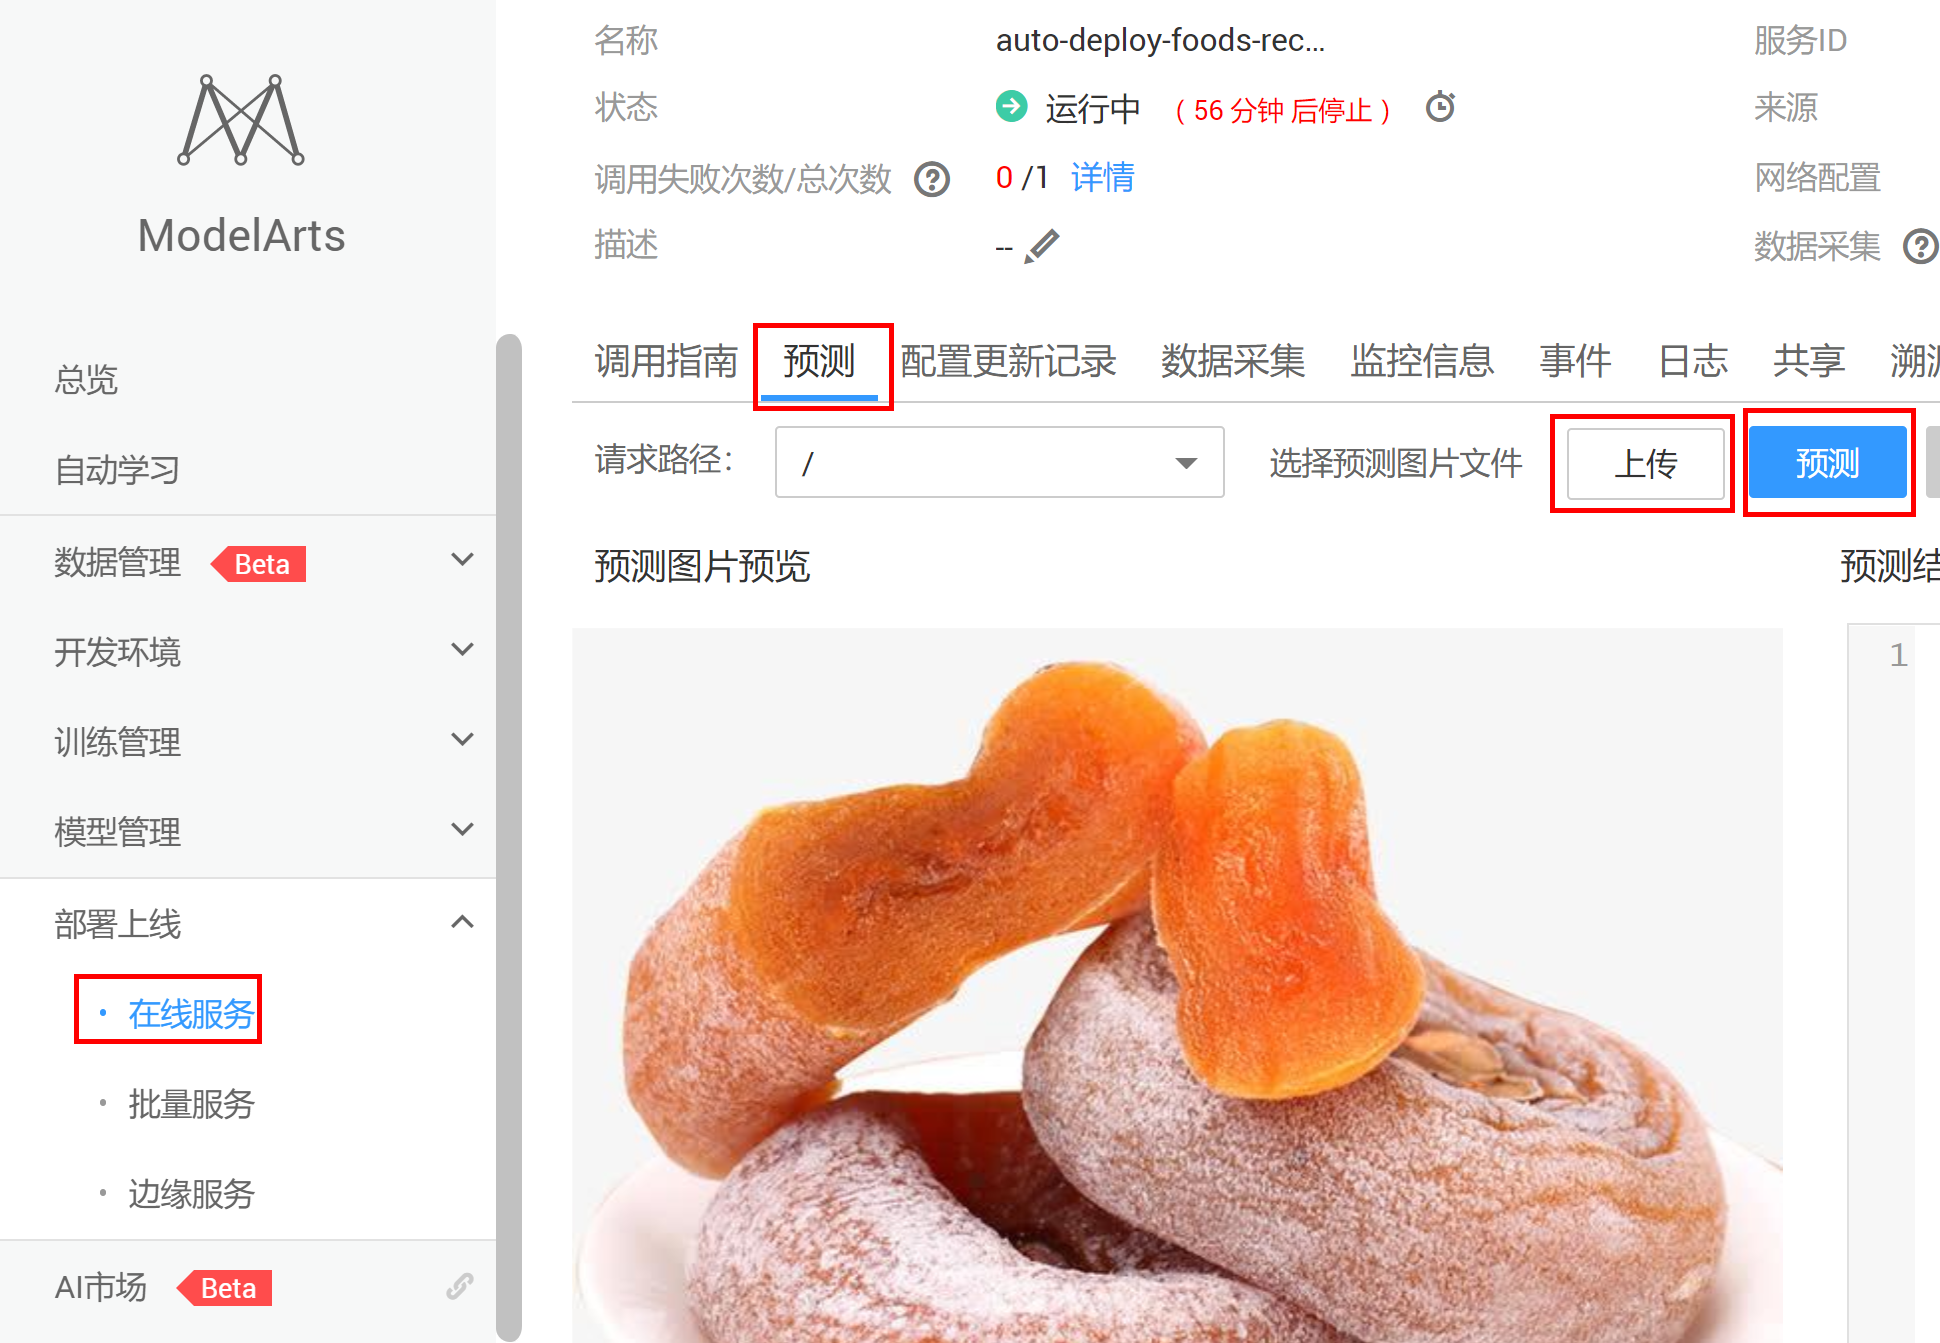 ModelArts
总览
自动学习
数据管理 Beta
开发环境
训练管理
模型管理
部署上线
在线服务
批量服务
边缘服务
AI市场 Beta
名称 auto-deploy-foods-rec... 服务ID
状态 运行中 （ 56 分钟 后停止 ） 来源
调用失败次数/总次数 0 /1 详情 网络配置
描述 -- 数据采集
调用指南 预测 配置更新记录 数据采集 监控信息 事件 日志 共享
请求路径： / 选择预测图片文件 上传 预测
预测图片预览 预测结
1